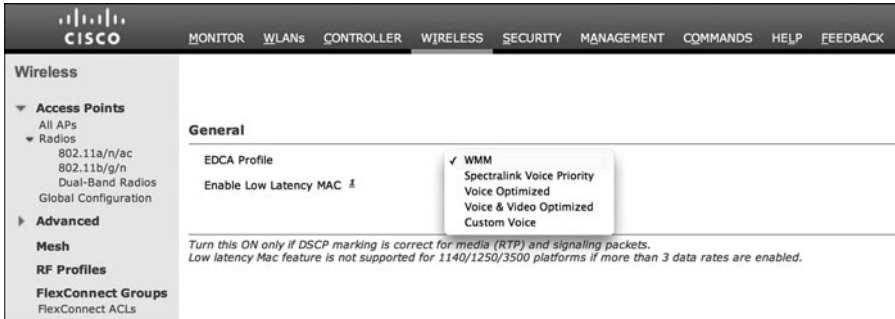 CISCO
MONITOR WLANs CONTROLLER WIRELESS SECURITY MANAGEMENT COMMANDS HELP FEEDBACK
Wireless
Access Points
All APs
Radios
802.11a/n/ac
802.11b/g/n
Dual-Band Radios
Global Configuration
Advanced
Mesh
RF Profiles
FlexConnect Groups
FlexConnect ACLs
General
EDCA Profile
✓ WMM
Spectralink Voice Priority
Voice Optimized
Voice & Video Optimized
Custom Voice
Enable Low Latency MAC 1
Turn this ON only if DSCP marking is correct for media (RTP) and signaling packets.
Low latency Mac feature is not supported for 1140/1250/3500 platforms if more than 3 data rates are enabled.